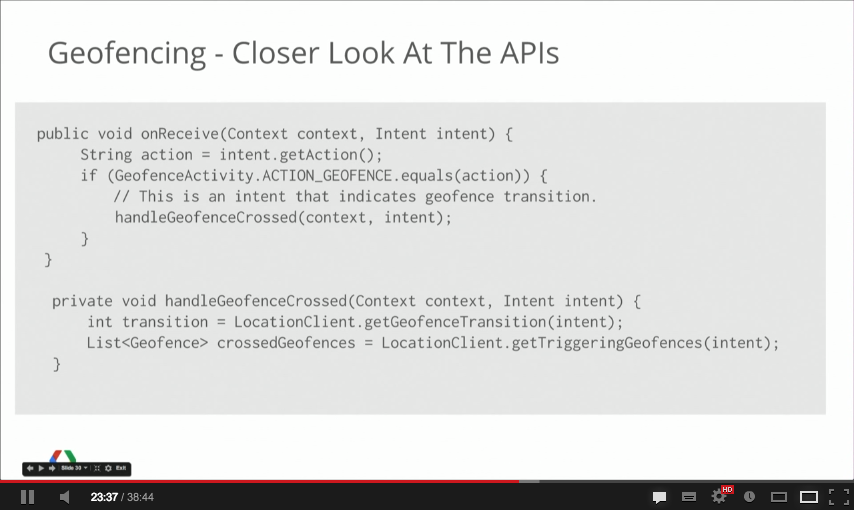 Geofencing - Closer Look At The APIs
public void onReceive(Context context, Intent intent) {
String action = intent.getAction();
if (GeofenceActivity.ACTION_GEOFENCE.equals(action)) {
// This is an intent that indicates geofence transition.
handleGeofenceCrossed(context, intent);
}
}
private void handleGeofenceCrossed(Context context, Intent intent) {
int transition = LocationClient.getGeofenceTransition(intent);
List<Geofence> crossedGeofences = LocationClient.getTriggeringGeofences(intent);
}
Slide 30 Exit
23:37 / 38:44
HD